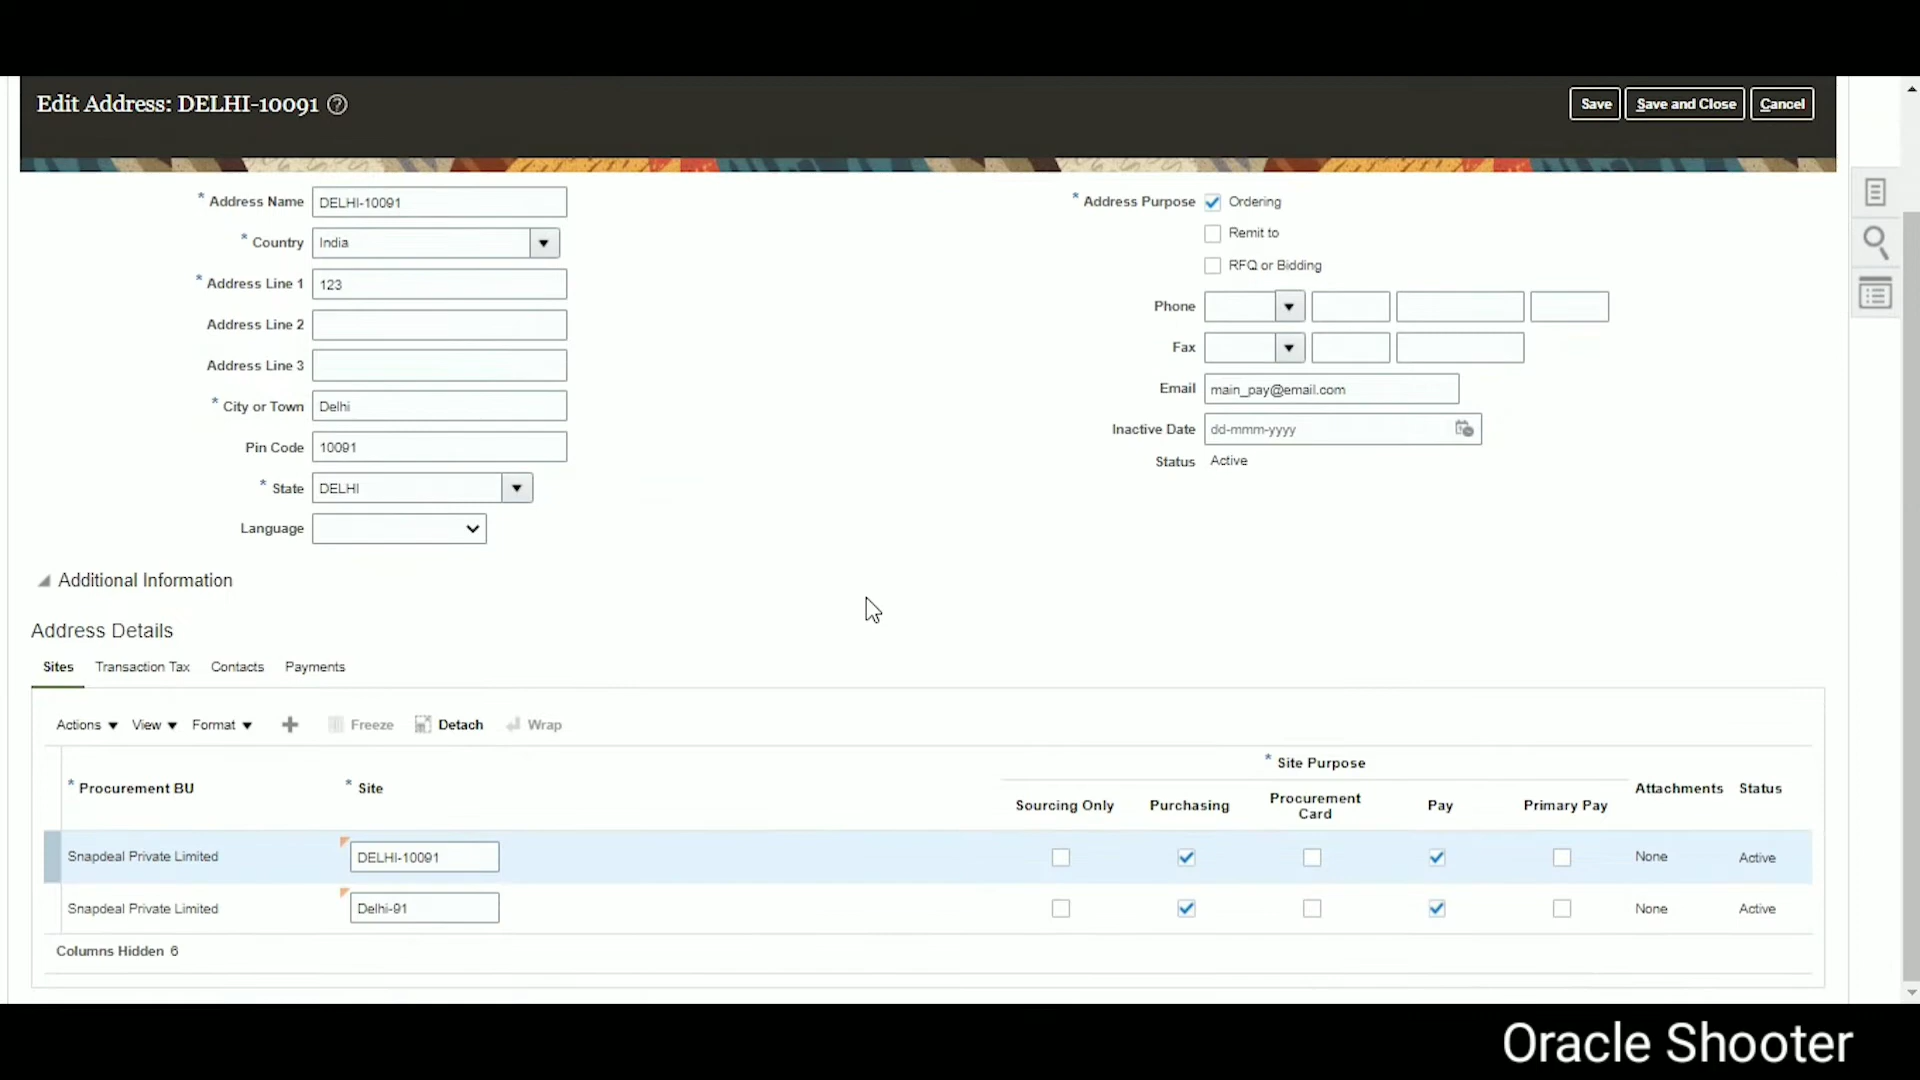 Edit Address: DELHI-10091 ?
Save Save and Close Cancel
* Address Name DELHI-10091
* Country India
* Address Line 1 123
Address Line 2
Address Line 3
* City or Town Delhi
Pin Code 10091
* State DELHI
Language
* Address Purpose Ordering
Remit to
RFQ or Bidding
Phone
Fax
Email main_pay@email.com
Inactive Date dd-mmm-yyyy
Status Active
Additional Information
Address Details
Sites Transaction Tax Contacts Payments
Actions View Format Freeze Detach Wrap
* Site Purpose
* Procurement BU * Site Sourcing Only Purchasing Procurement Card Pay Primary Pay Attachments Status
Snapdeal Private Limited DELHI-10091 None Active
Snapdeal Private Limited Delhi-91 None Active
Columns Hidden 6
Oracle Shooter